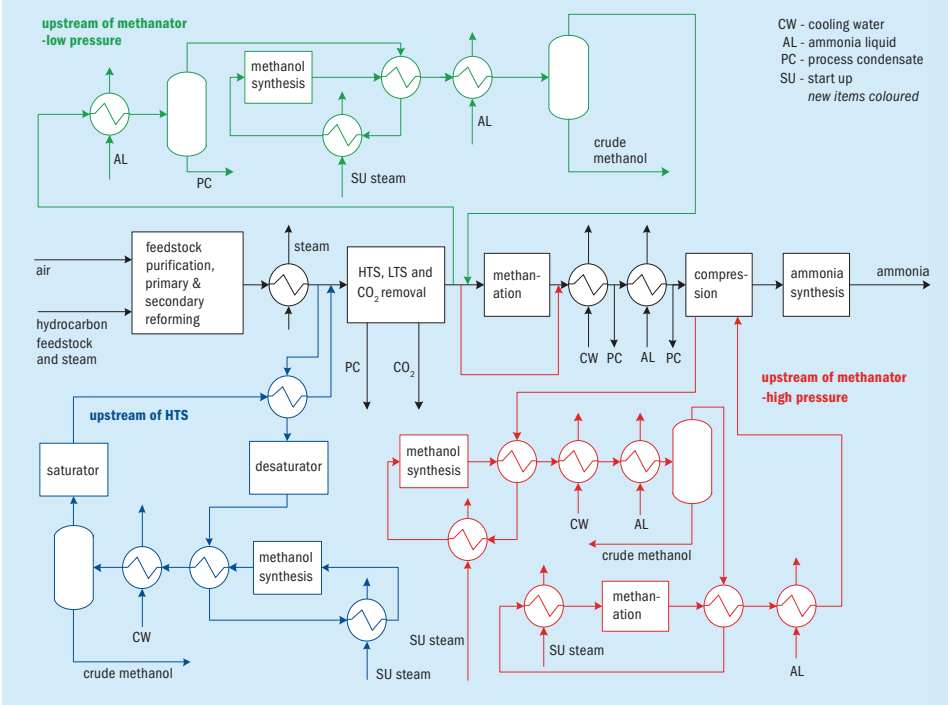 upstream of methanator
-low pressure
CW - cooling water
AL - ammonia liquid
PC - process condensate
SU - start up
new items coloured
methanol
synthesis
AL
PC
SU steam
AL
crude
methanol
air
hydrocarbon
feedstock
and steam
feedstock
purification,
primary &
secondary
reforming
steam
HTS, LTS and
CO2 removal
methan-
ation
compres-
sion
ammonia
synthesis
ammonia
PC
CO2
CW
PC
AL
PC
upstream of methanator
-high pressure
upstream of HTS
saturator
desaturator
methanol
synthesis
CW
crude methanol
SU steam
methanol
synthesis
CW
AL
crude methanol
SU steam
methan-
ation
SU steam
AL